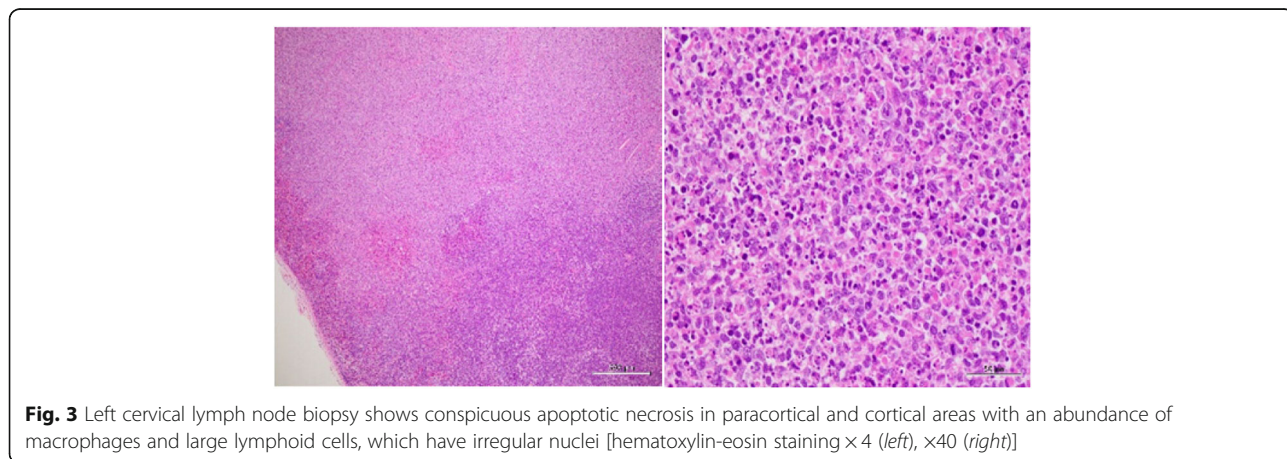 Fig. 3 Left cervical lymph node biopsy shows conspicuous apoptotic necrosis in paracortical and cortical areas with an abundance of
macrophages and large lymphoid cells, which have irregular nuclei [hematoxylin-eosin staining × 4 (left), ×40 (right)]